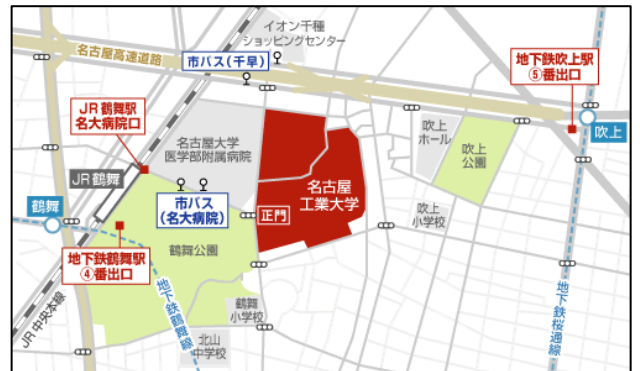 イオン千種
ショッピングセンター
名古屋高速道路
市バス(千早)
地下鉄吹上駅
⑤番出口
JR鶴舞駅
名大病院口
名古屋大学
医学部附属病院
吹上
ホール
吹上
公園
吹上
JR鶴舞
名古屋
工業大学
市バス
(名大病院)
正門
鶴舞
吹上
小学校
鶴舞公園
地下鉄鶴舞駅
④番出口
地下鉄鶴舞線
鶴舞
小学校
北山
中学校
JR中央本線
地下鉄桜通線